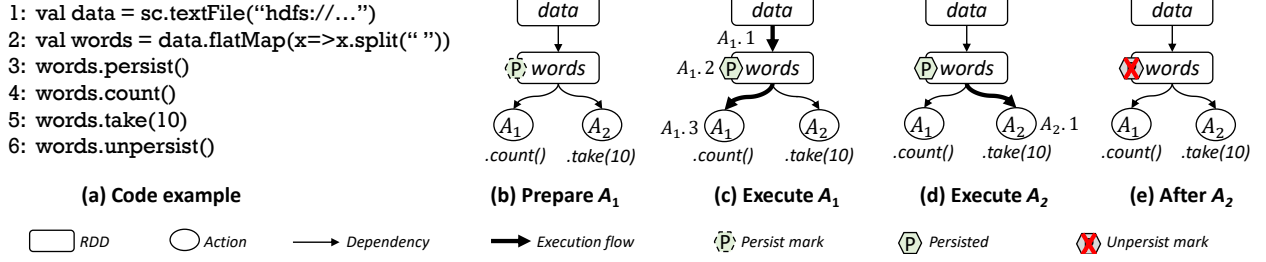 1: val data = sc.textFile(“hdfs://…”)
2: val words = data.flatMap(x=>x.split(“ ”))
3: words.persist()
4: words.count()
5: words.take(10)
6: words.unpersist()
(a) Code example
data
P words
A1 A2
.count() .take(10)
(b) Prepare A1
data
A1.1
A1.2 P words
A1.3 A1 A2
.count() .take(10)
(c) Execute A1
data
P words
A1 A2 A2.1
.count() .take(10)
(d) Execute A2
data
P words
A1 A2
.count() .take(10)
(e) After A2
RDD Action Dependency Execution flow P Persist mark P Persisted P Unpersist mark